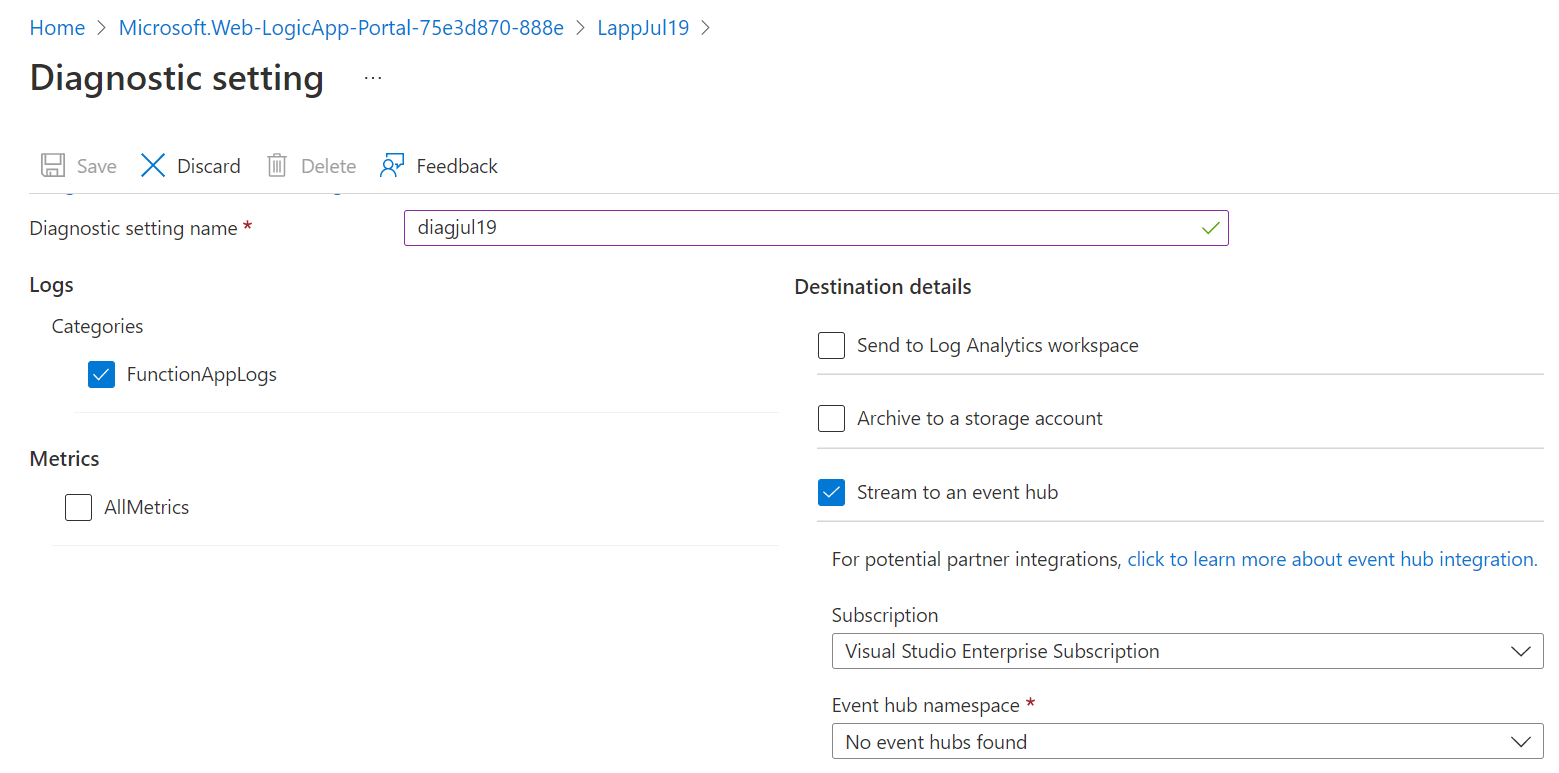 Home > Microsoft.Web-LogicApp-Portal-75e3d870-888e > LappJul19 >
Diagnostic setting ...
Save Discard Delete Feedback
Diagnostic setting name * diagjul19
Logs
Categories
FunctionAppLogs
Metrics
AllMetrics
Destination details
Send to Log Analytics workspace
Archive to a storage account
Stream to an event hub
For potential partner integrations, click to learn more about event hub integration.
Subscription
Visual Studio Enterprise Subscription
Event hub namespace *
No event hubs found